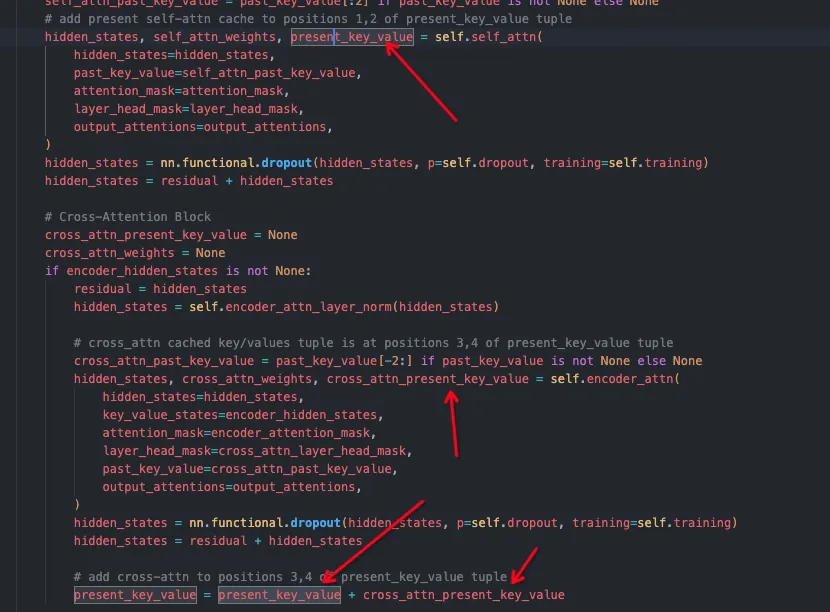 self_attn_past_key_value = past_key_value[:2] if past_key_value is not None else None
# add present self-attn cache to positions 1,2 of present_key_value tuple
hidden_states, self_attn_weights, present_key_value = self.self_attn(
hidden_states=hidden_states,
past_key_value=self_attn_past_key_value,
attention_mask=attention_mask,
layer_head_mask=layer_head_mask,
output_attentions=output_attentions,
)
hidden_states = nn.functional.dropout(hidden_states, p=self.dropout, training=self.training)
hidden_states = residual + hidden_states
# Cross-Attention Block
cross_attn_present_key_value = None
cross_attn_weights = None
if encoder_hidden_states is not None:
residual = hidden_states
hidden_states = self.encoder_attn_layer_norm(hidden_states)
# cross_attn cached key/values tuple is at positions 3,4 of present_key_value tuple
cross_attn_past_key_value = past_key_value[-2:] if past_key_value is not None else None
hidden_states, cross_attn_weights, cross_attn_present_key_value = self.encoder_attn(
hidden_states=hidden_states,
key_value_states=encoder_hidden_states,
attention_mask=encoder_attention_mask,
layer_head_mask=cross_attn_layer_head_mask,
past_key_value=cross_attn_past_key_value,
output_attentions=output_attentions,
)
hidden_states = nn.functional.dropout(hidden_states, p=self.dropout, training=self.training)
hidden_states = residual + hidden_states
# add cross-attn to positions 3,4 of present_key_value tuple
present_key_value = present_key_value + cross_attn_present_key_value